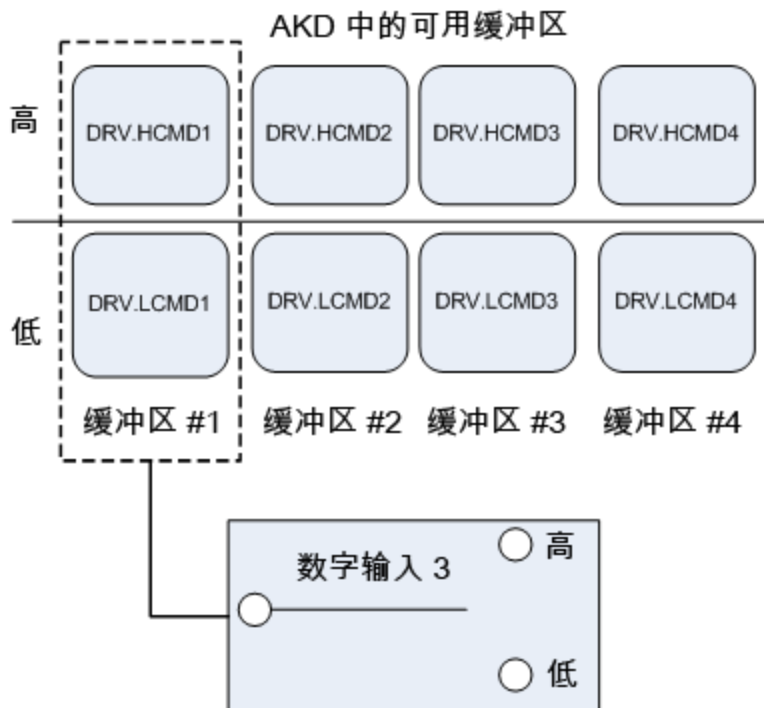 AKD 中的可用缓冲区
高
DRV.HCMD1 DRV.HCMD2 DRV.HCMD3 DRV.HCMD4
低
DRV.LCMD1 DRV.LCMD2 DRV.LCMD3 DRV.LCMD4
缓冲区 #1 缓冲区 #2 缓冲区 #3 缓冲区 #4
数字输入 3
高
低